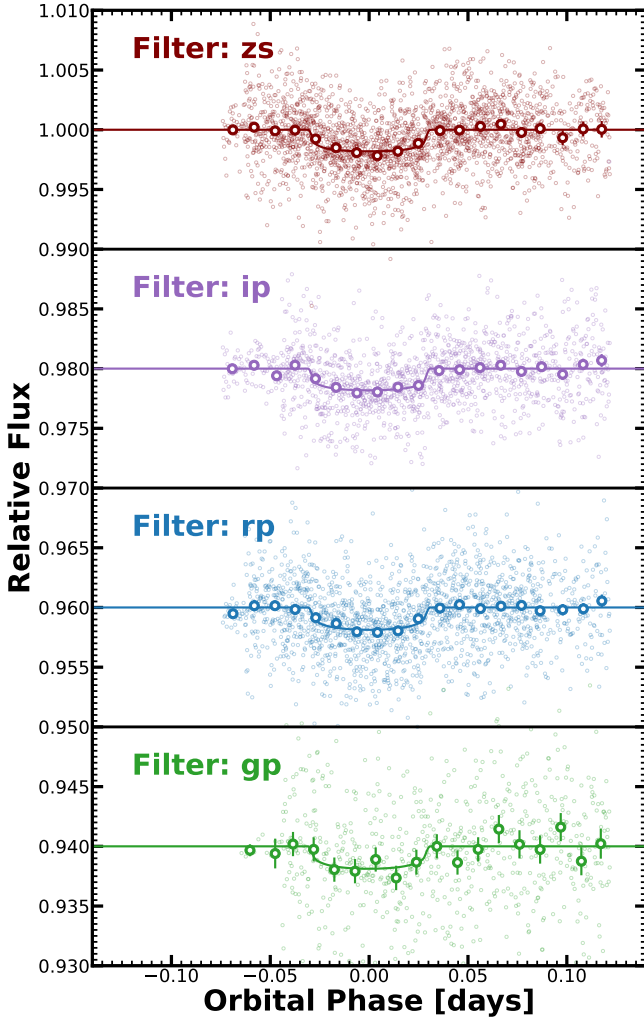 1.010
Filter: zs
1.005
1.000
0.995
0.990
Filter: ip
0.985
0.980
0.975
0.970
Filter: rp
0.965
0.960
0.955
0.950
Filter: gp
0.945
0.940
0.935
0.930
Relative Flux
−0.10 −0.05 0.00 0.05 0.10
Orbital Phase [days]